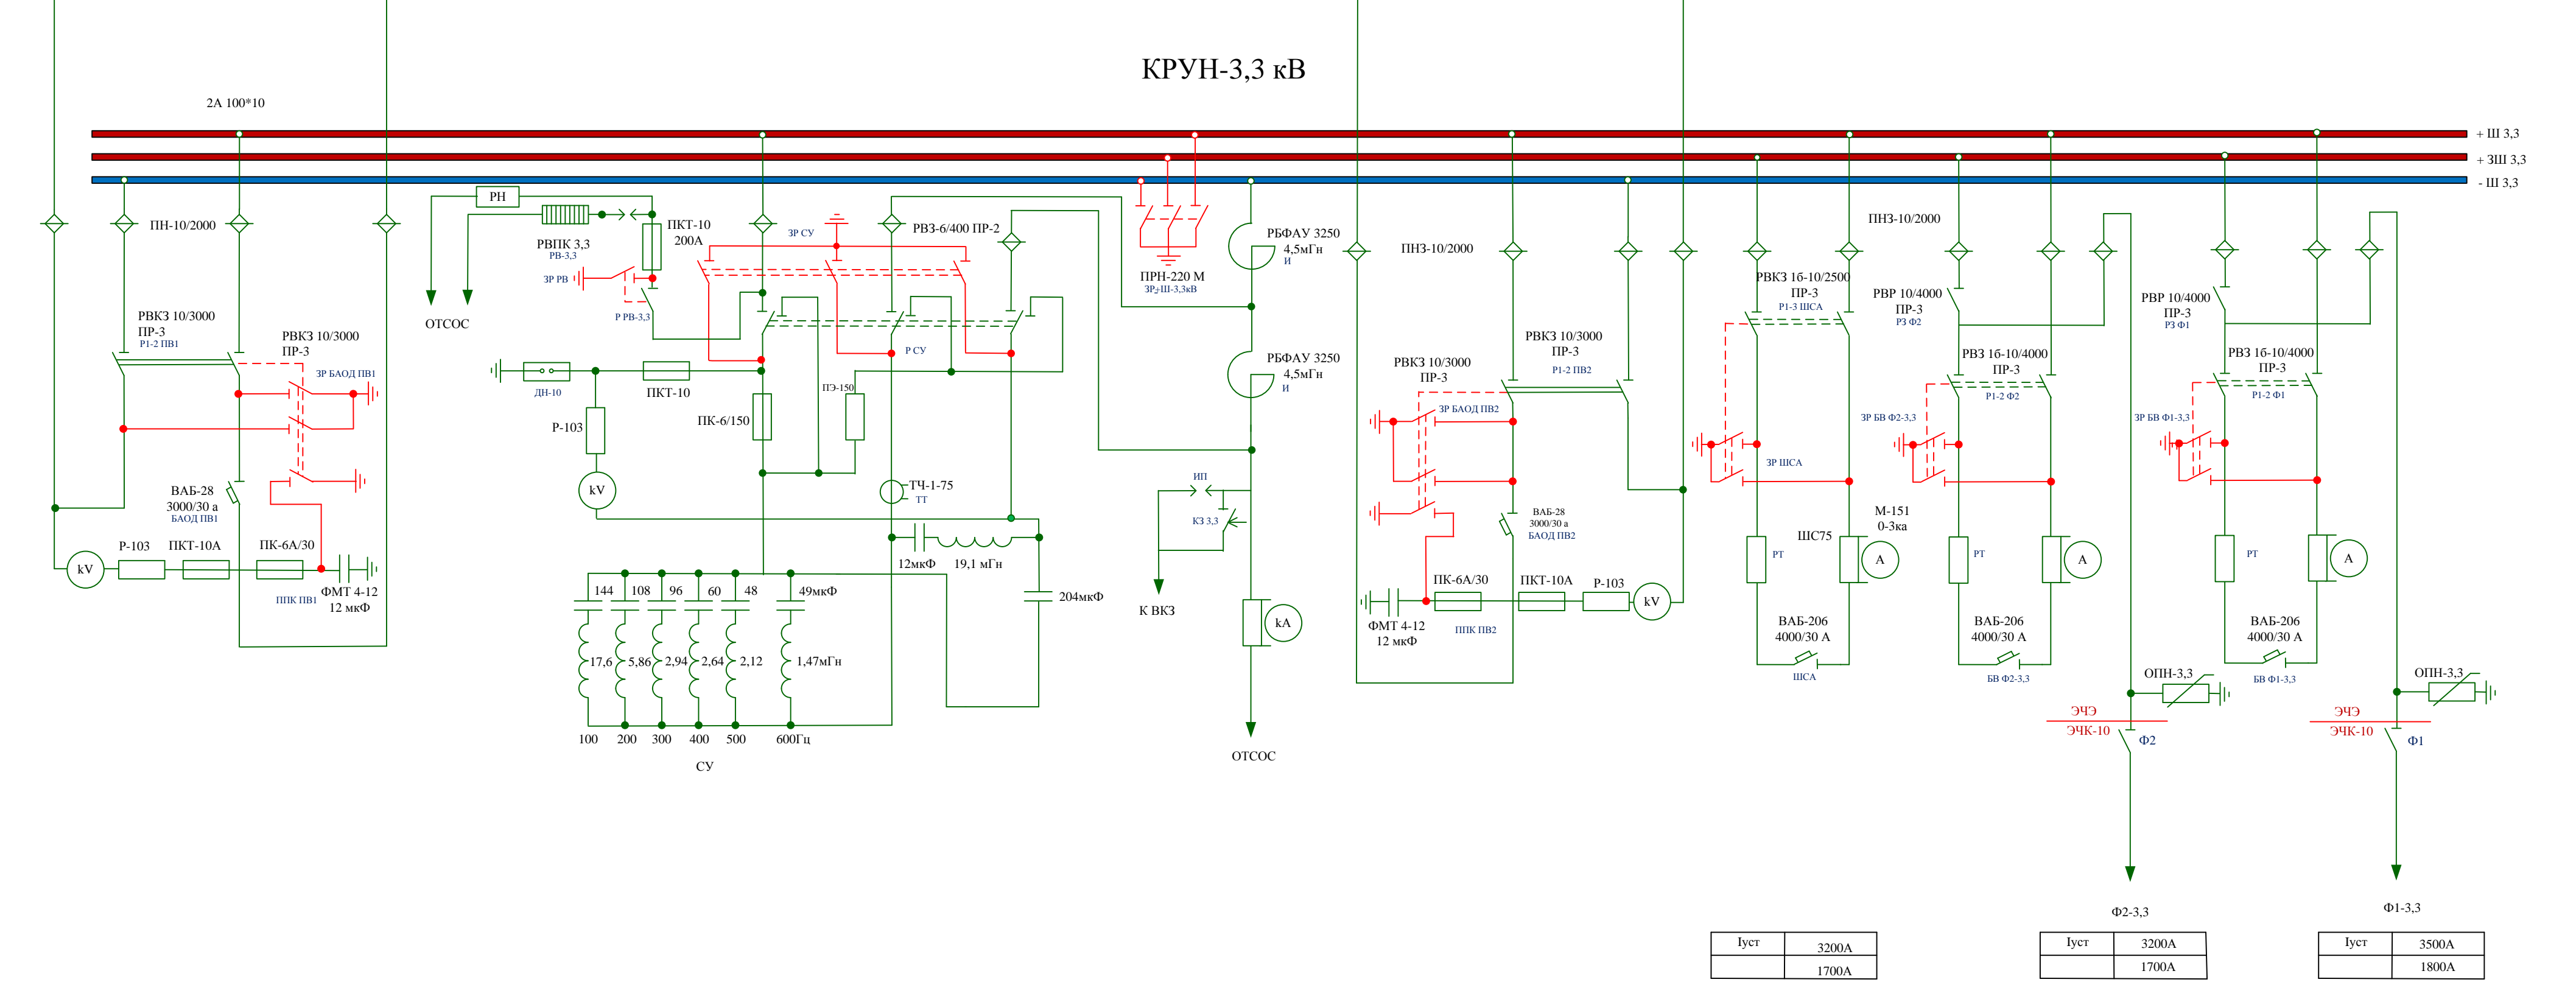 КРУН-3,3 кВ
2А 100*10
+ Ш 3,3
+ ЗШ 3,3
- Ш 3,3
ПН-10/2000
РВКЗ 10/3000
ПР-3
Р1-2 ПВ1
РВКЗ 10/3000
ПР-3
ЗР БАОД ПВ1
ВАБ-28
3000/30 а
БАОД ПВ1
kV
Р-103
ПКТ-10А
ПК-6А/30
ППК ПВ1
ФМТ 4-12
12 мкФ
РН
РВПК 3,3
РВ-3,3
ПКТ-10
200А
ЗР РВ
Р РВ-3,3
ОТСОС
ЗР СУ
РВЗ-6/400 ПР-2
Р СУ
ДН-10
ПКТ-10
Р-103
kV
ПК-6/150
ПЭ-150
ТЧ-1-75
ТТ
12мкФ
19,1 мГн
204мкФ
144
108
96
60
48
49мкФ
17,6
5,86
2,94
2,64
2,12
1,47мГн
100
200
300
400
500
600Гц
СУ
ПРН-220 М
ЗР±Ш-3,3кВ
РБФАУ 3250
4,5мГн
И
РБФАУ 3250
4,5мГн
И
ИП
КЗ 3,3
К ВКЗ
kA
ОТСОС
ПНЗ-10/2000
РВКЗ 10/3000
ПР-3
РВКЗ 10/3000
ПР-3
Р1-2 ПВ2
ЗР БАОД ПВ2
ВАБ-28
3000/30 а
БАОД ПВ2
ПК-6А/30
ПКТ-10А
Р-103
kV
ФМТ 4-12
12 мкФ
ППК ПВ2
РВКЗ 1б-10/2500
ПР-3
Р1-3 ШСА
ЗР ШСА
РТ
ШС75
М-151
0-3ка
А
ВАБ-206
4000/30 А
ШСА
ПНЗ-10/2000
РВР 10/4000
ПР-3
РЗ Ф2
РВЗ 1б-10/4000
ПР-3
Р1-2 Ф2
ЗР БВ Ф2-3,3
РТ
А
ВАБ-206
4000/30 А
БВ Ф2-3,3
ОПН-3,3
ЭЧЭ
ЭЧК-10
Ф2
Ф2-3,3
РВР 10/4000
ПР-3
РЗ Ф1
РВЗ 1б-10/4000
ПР-3
Р1-2 Ф1
ЗР БВ Ф1-3,3
РТ
А
ВАБ-206
4000/30 А
БВ Ф1-3,3
ОПН-3,3
ЭЧЭ
ЭЧК-10
Ф1
Ф1-3,3
Iуст 3200А
1700А
Iуст 3200А
1700А
Iуст 3500А
1800А